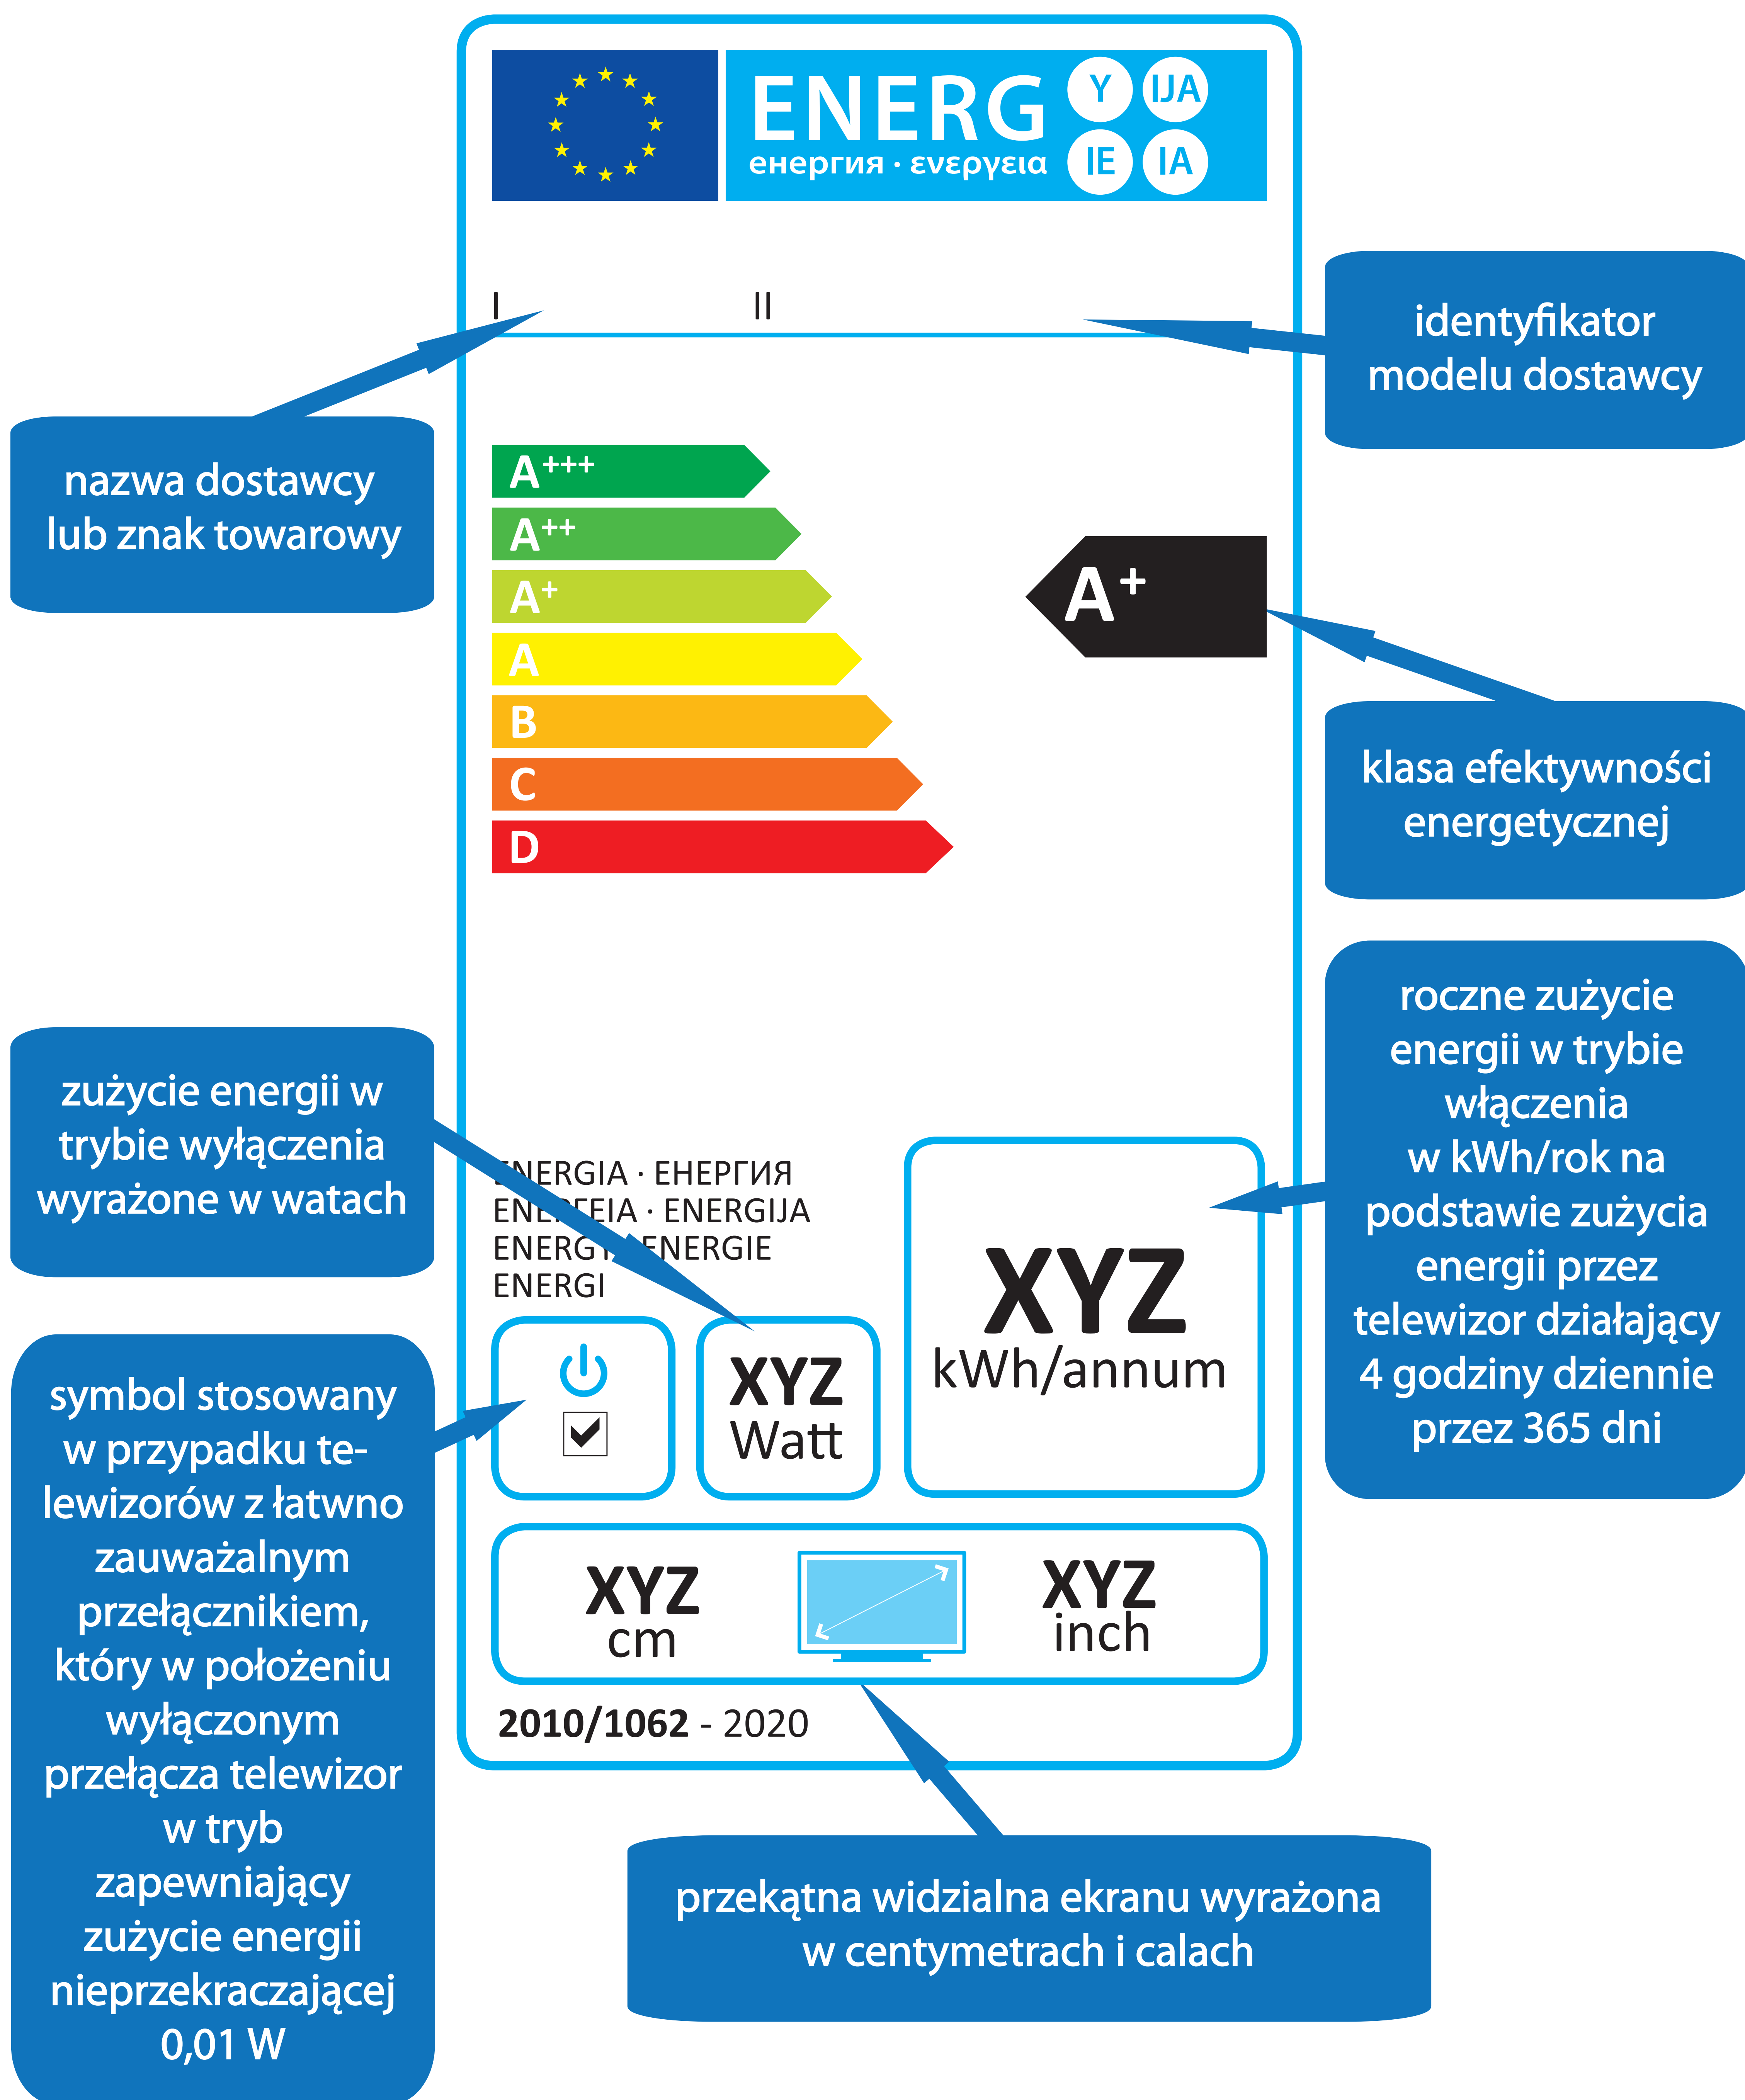 ENERG
Y IJA
IE IA
енергия · ενεργεια
I II
identyfikator
modelu dostawcy
nazwa dostawcy
lub znak towarowy
A+++
A++
A+
A
B
C
D
A+
klasa efektywności
energetycznej
roczne zużycie
energii w trybie
włączenia
w kWh/rok na
podstawie zużycia
energii przez
telewizor działający
4 godziny dziennie
przez 365 dni
zużycie energii w
trybie wyłączenia
wyrażone w watach
ENERGIA · ЕНЕРГИЯ
ΕΝΕΡΓΕΙΑ · ENERGIJA
ENERGY · ENERGIE
ENERGI
XYZ
Watt
XYZ
kWh/annum
symbol stosowany
w przypadku te-
lewizorów z łatwno
zauważalnym
przełącznikiem,
który w położeniu
wyłączonym
przełącza telewizor
w tryb
zapewniający
zużycie energii
nieprzekraczającej
0,01 W
XYZ
cm
XYZ
inch
2010/1062 - 2020
przekątna widzialna ekranu wyrażona
w centymetrach i calach